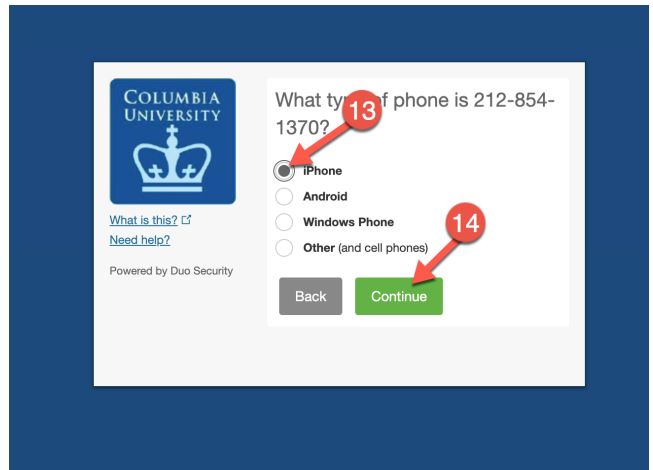 COLUMBIA
UNIVERSITY
What is this?
Need help?
Powered by Duo Security
What type of phone is 212-854-
1370?
13
iPhone
Android
Windows Phone
Other (and cell phones)
14
Back
Continue